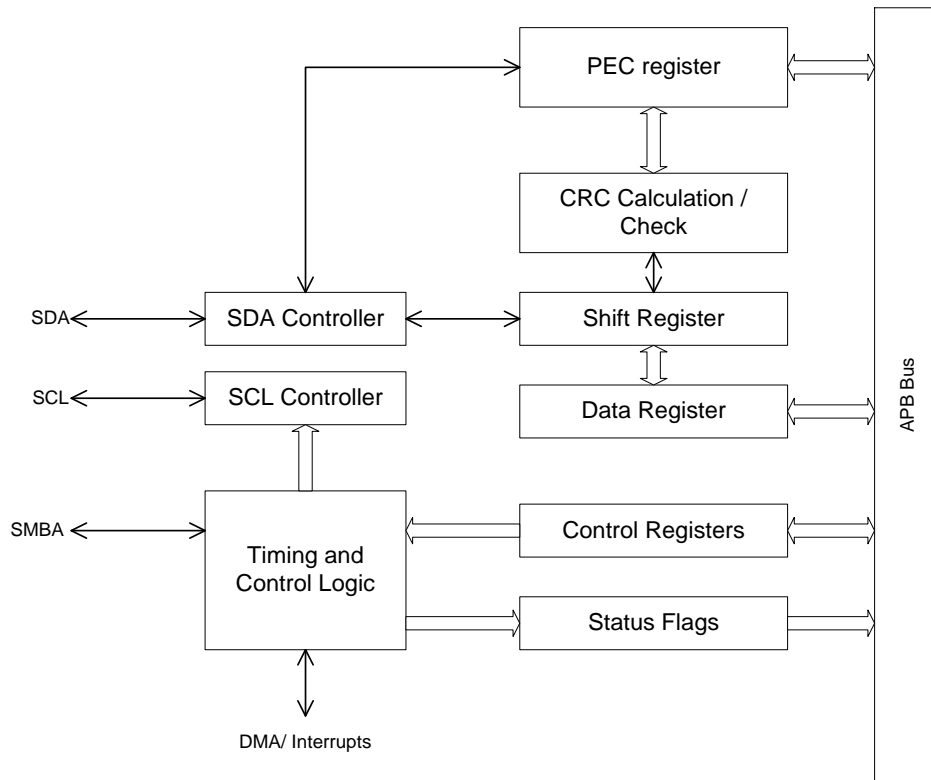 PEC register
CRC Calculation /
Check
SDA
SDA Controller
Shift Register
SCL
SCL Controller
Data Register
APB Bus
SMBA
Timing and
Control Logic
Control Registers
Status Flags
DMA/ Interrupts